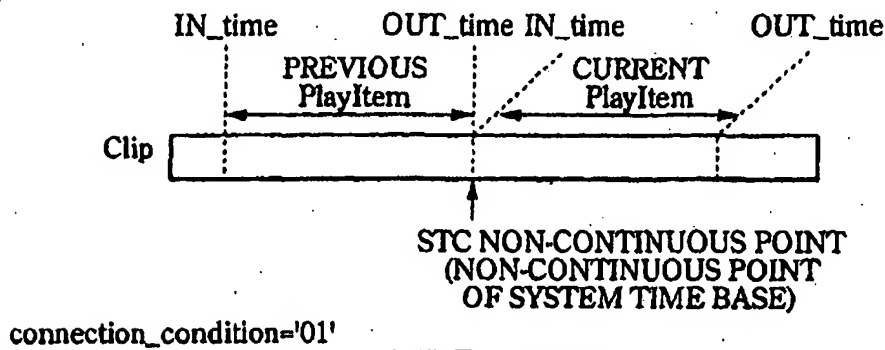 IN_time OUT_time IN_time OUT_time
PREVIOUS PlayItem CURRENT PlayItem
Clip
STC NON-CONTINUOUS POINT
(NON-CONTINUOUS POINT
OF SYSTEM TIME BASE)
connection_condition='01'